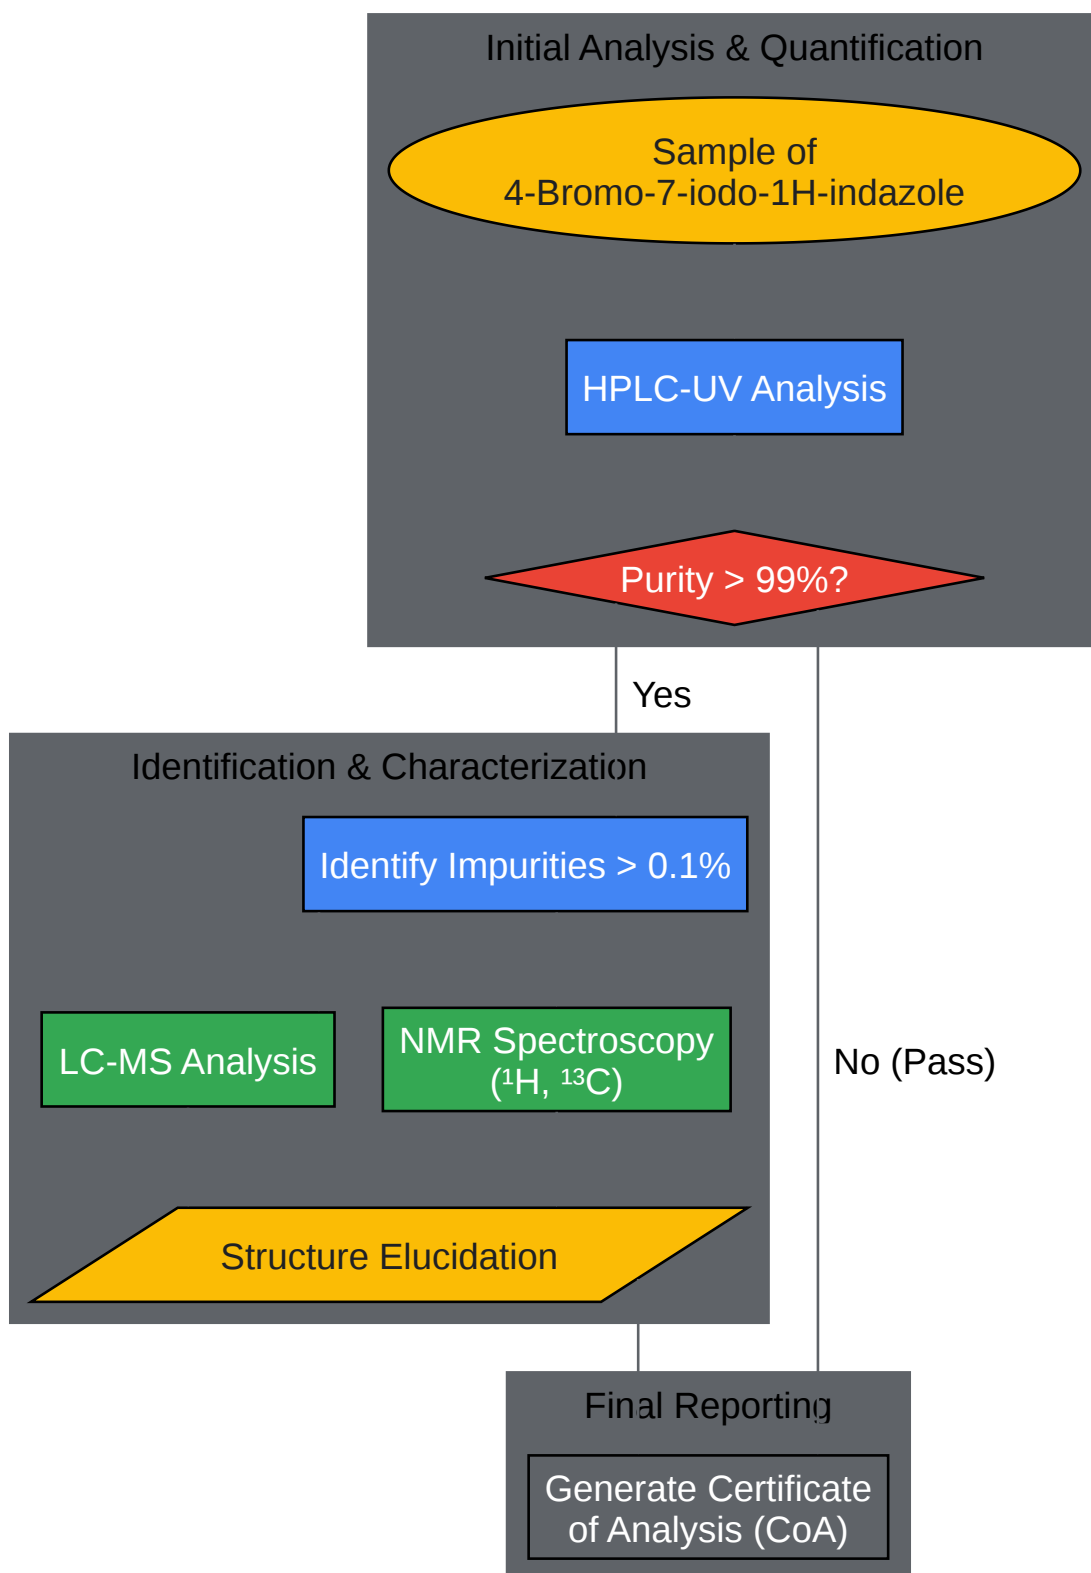 Initial Analysis & Quantification
Sample of
4-Bromo-7-iodo-1H-indazole
HPLC-UV Analysis
Purity > 99%?
Yes
Identification & Characterization
Identify Impurities > 0.1%
LC-MS Analysis
NMR Spectroscopy
(¹H, ¹³C)
No (Pass)
Structure Elucidation
Final Reporting
Generate Certificate
of Analysis (CoA)